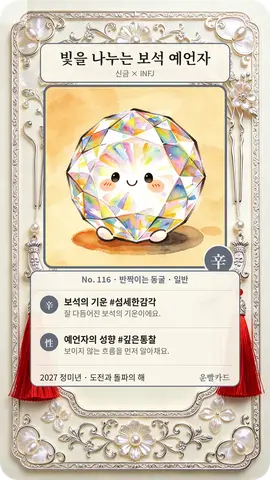 빛을 나누는 보석 예언자
신금 × INFJ
辛
No. 116 · 반짝이는 동굴 · 일반
辛 보석의 기운 #섬세한감각
잘 다듬어진 보석의 기운이에요.
性 예언자의 성향 #깊은통찰
보이지 않는 흐름을 먼저 알아채요.
2027 정미년 · 도전과 돌파의 해 운빨카드